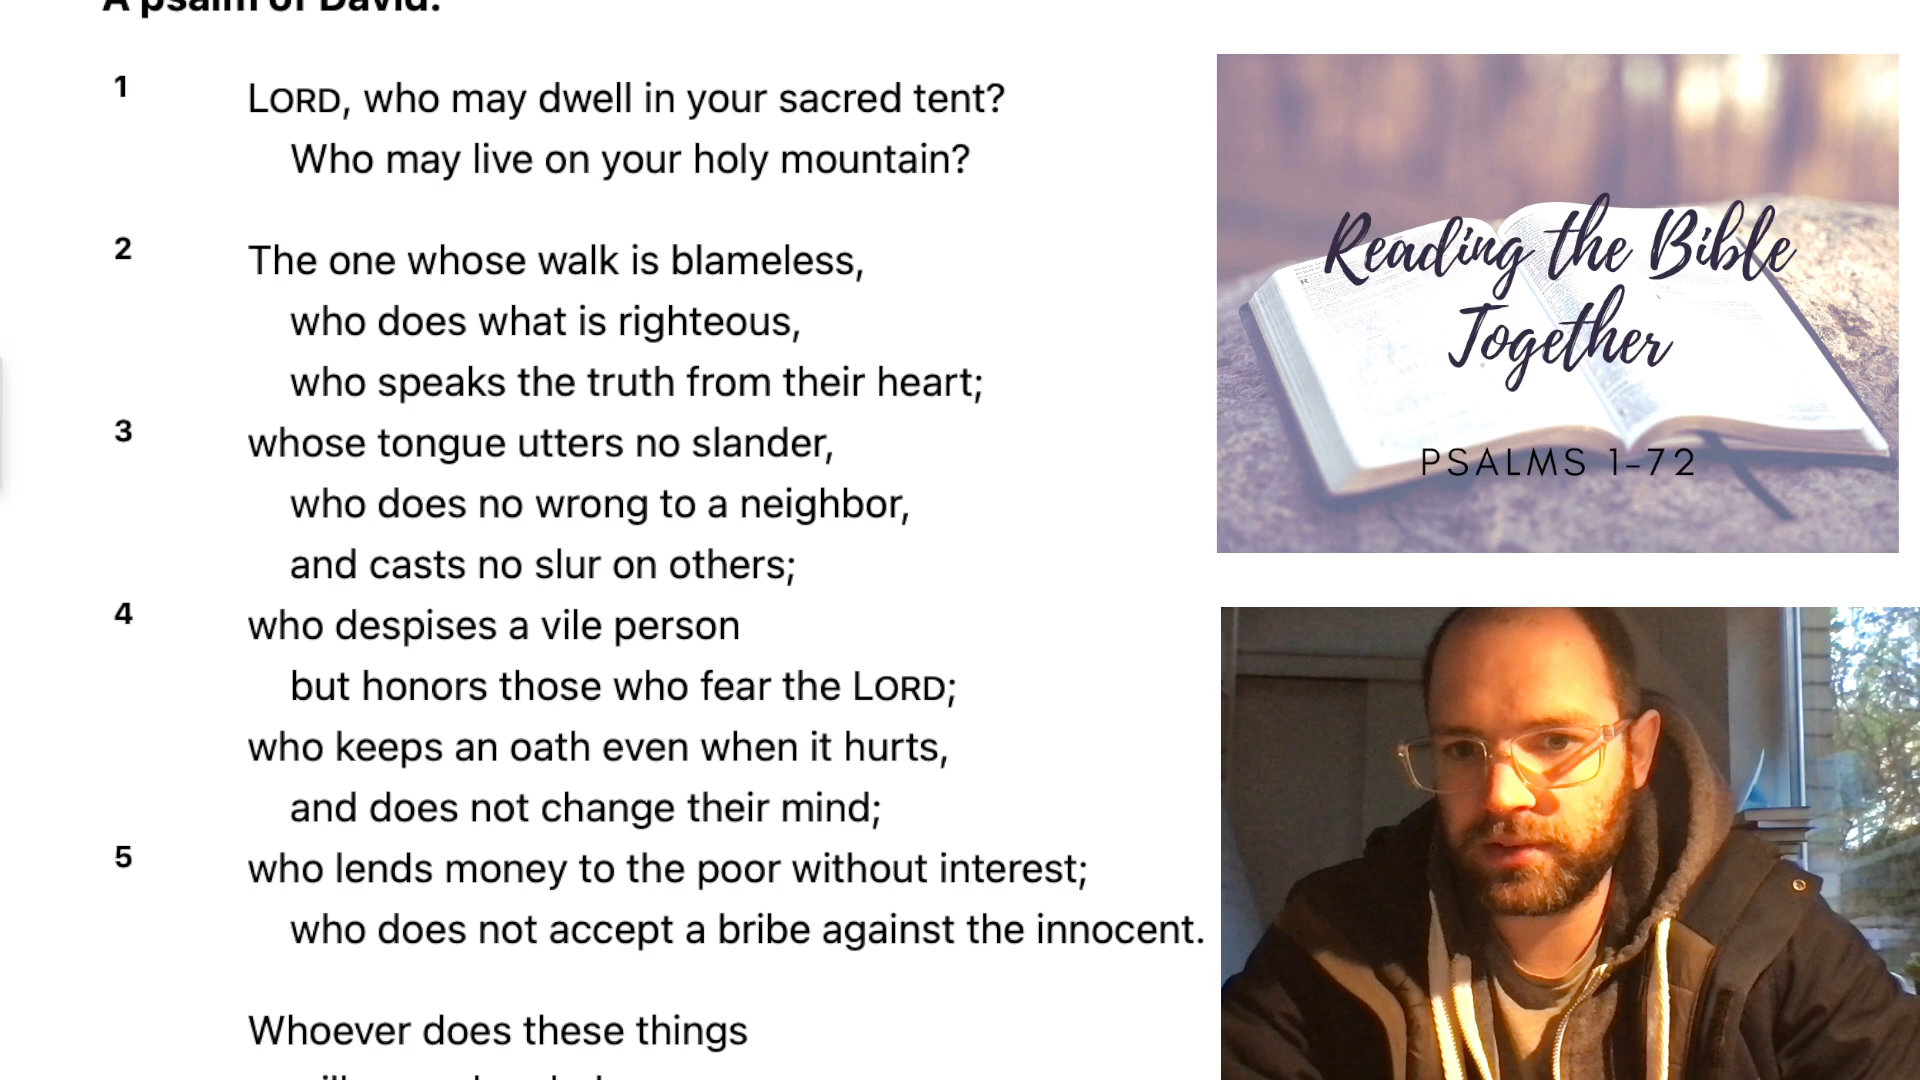 A psalm of David.
1
LORD, who may dwell in your sacred tent?
Who may live on your holy mountain?
2
The one whose walk is blameless,
who does what is righteous,
who speaks the truth from their heart;
3
whose tongue utters no slander,
who does no wrong to a neighbor,
and casts no slur on others;
4
who despises a vile person
but honors those who fear the LORD;
who keeps an oath even when it hurts,
and does not change their mind;
5
who lends money to the poor without interest;
who does not accept a bribe against the innocent.
Whoever does these things
Reading the Bible
Together
PSALMS 1-72